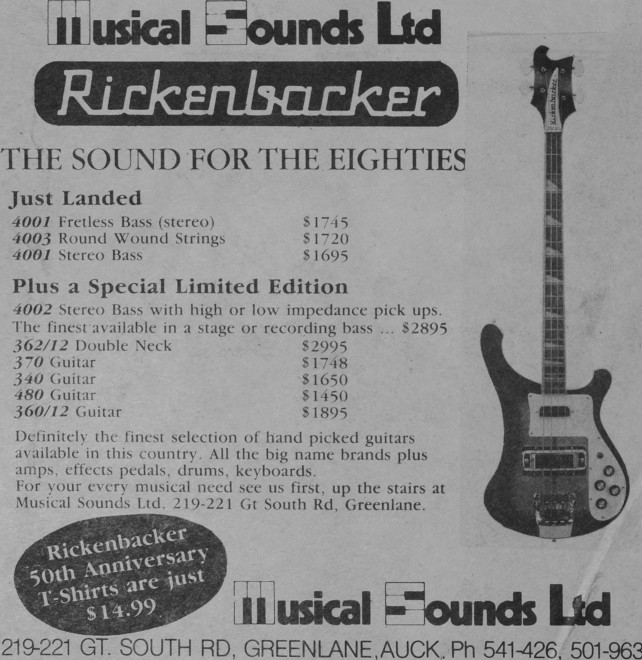 Musical Sounds Ltd
Rickenbacker
THE SOUND FOR THE EIGHTIES
Just Landed
4001 Fretless Bass (stereo) $1745
4003 Round Wound Strings $1720
4001 Stereo Bass $1695
Plus a Special Limited Edition
4002 Stereo Bass with high or low impedance pick ups.
The finest available in a stage or recording bass ... $2895
362/12 Double Neck $2995
370 Guitar $1748
340 Guitar $1650
480 Guitar $1450
360/12 Guitar $1895
Definitely the finest selection of hand picked guitars
available in this country. All the big name brands plus
amps, effects pedals, drums, keyboards.
For your every musical need see us first, up the stairs at
Musical Sounds Ltd. 219-221 Gt South Rd, Greenlane.
Rickenbacker
50th Anniversary
T-Shirts are just
$14.99
Rickenbacker
Musical Sounds Ltd
219-221 GT. SOUTH RD, GREENLANE, AUCK, Ph 541-426, 501-963